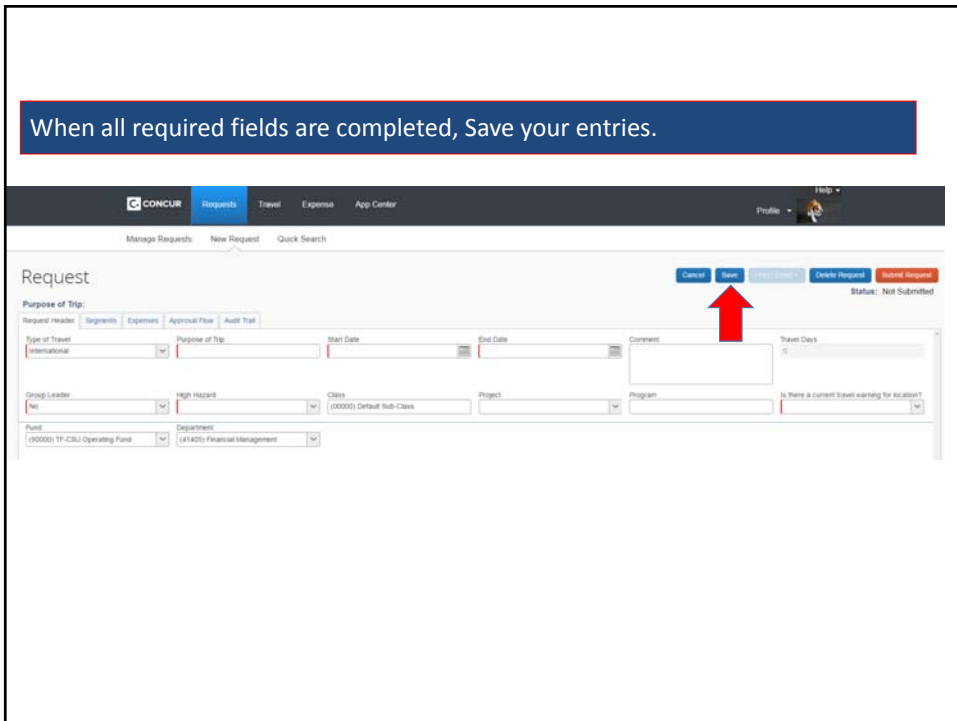 When all required fields are completed, Save your entries.
Help
CONCUR Requests Travel Expense App Center
Profile
Manage Requests New Request Quick Search
Request
Cancel Save Delete Request Submit Request
Status: Not Submitted
Purpose of Trip:
Request Header Segments Expenses Approval Flow Audit Trail
Type of Travel Purpose of Trip Start Date End Date Comment Travel Days
International
Group Leader High Hazard Class Project Program Is there a current travel warning for location?
No (00000) Default Sub-Class
Fund Department
(90000) TF-CSU Operating Fund (41405) Financial Management